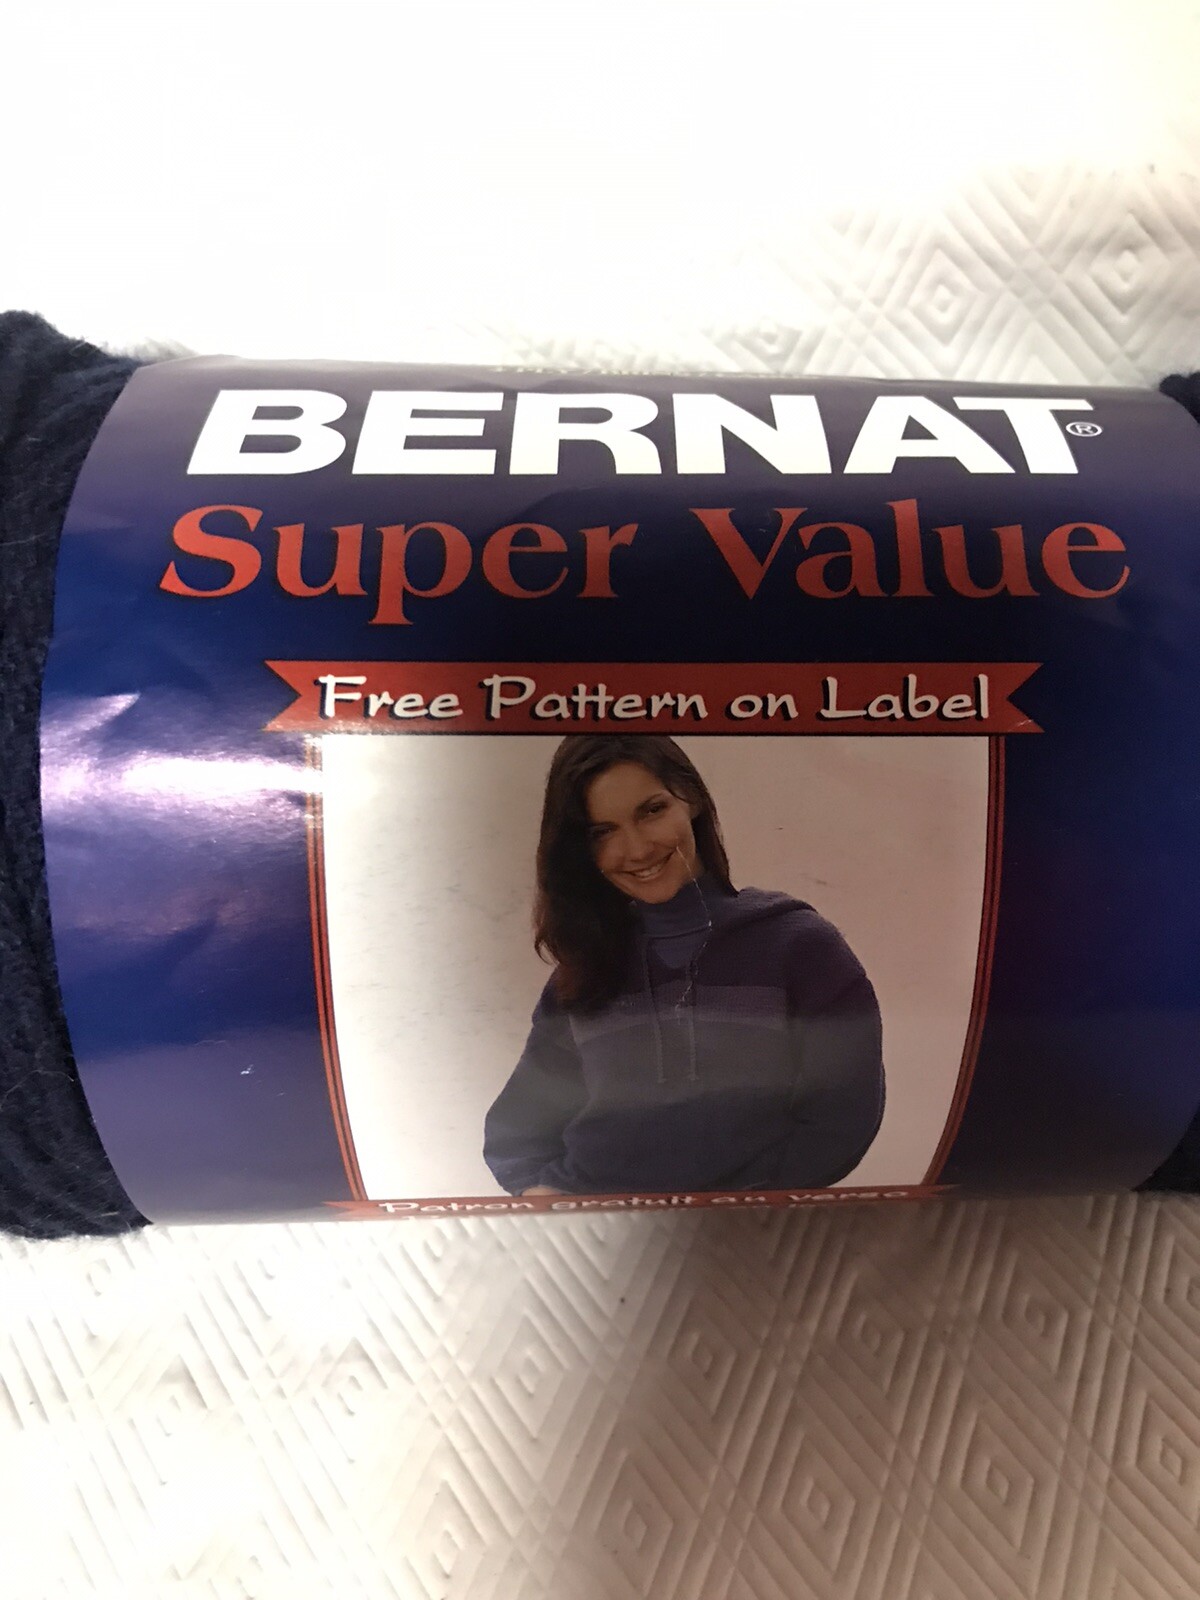 BERNAT®
Super Value
Free Pattern on Label
Patron gratuit au verso